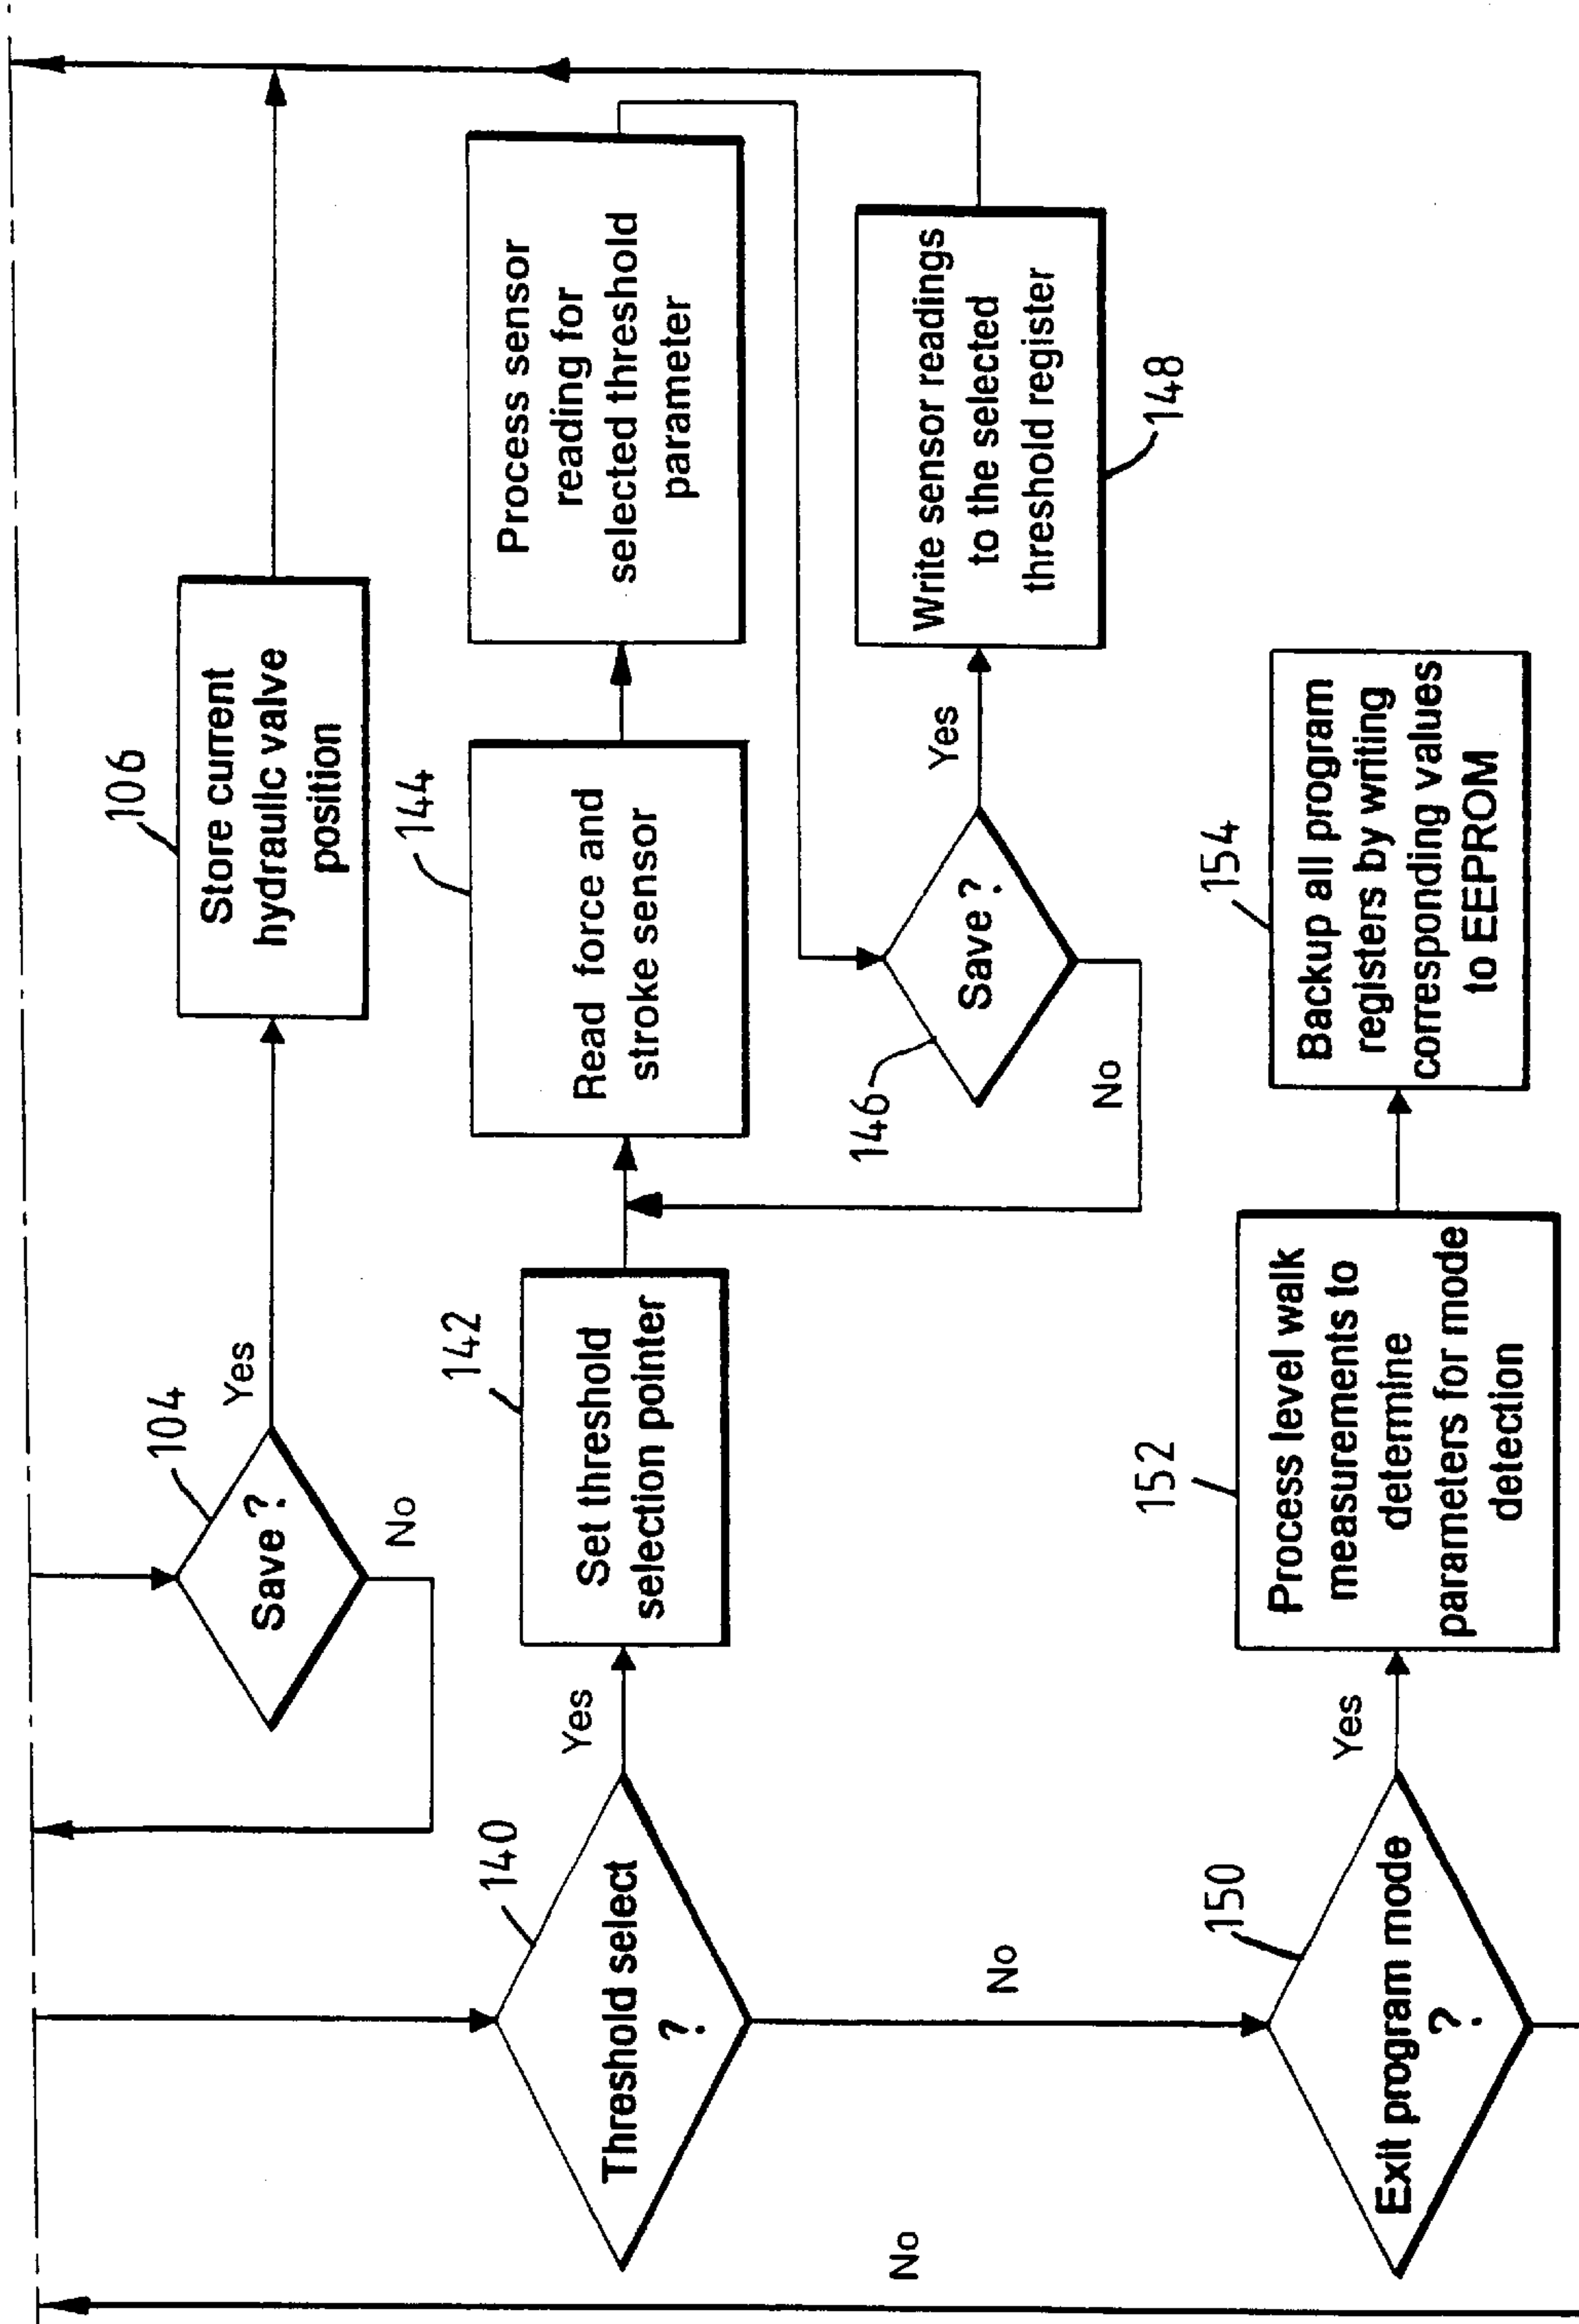 104
Save ?
Yes
No
106
Store current
hydraulic valve
position
140
Threshold select
?
Yes
No
142
Set threshold
selection pointer
144
Read force and
stroke sensor
Process sensor
reading for
selected threshold
parameter
146
Save ?
Yes
No
148
Write sensor readings
to the selected
threshold register
150
Exit program mode
?
Yes
No
152
Process level walk
measurements to
determine
parameters for mode
detection
154
Backup all program
registers by writing
corresponding values
to EEPROM